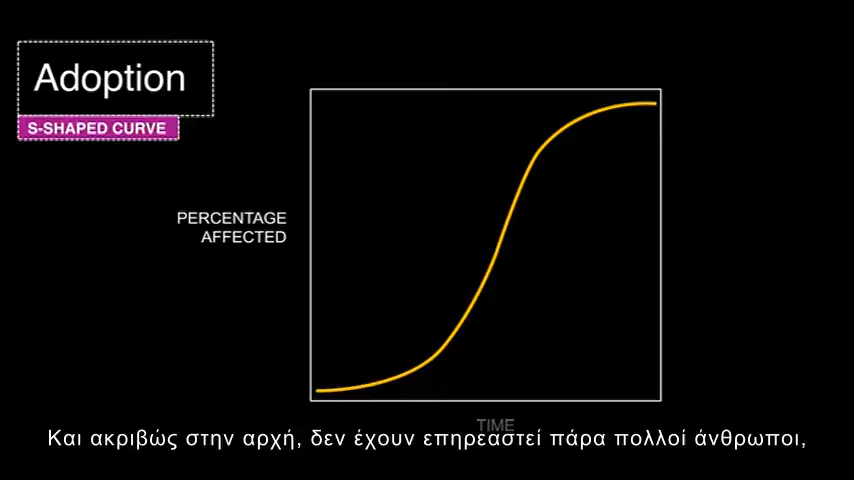 Adoption
S-SHAPED CURVE
PERCENTAGE
AFFECTED
TIME
Και ακριβώς στην αρχή, δεν έχουν επηρεαστεί πάρα πολλοί άνθρωποι,